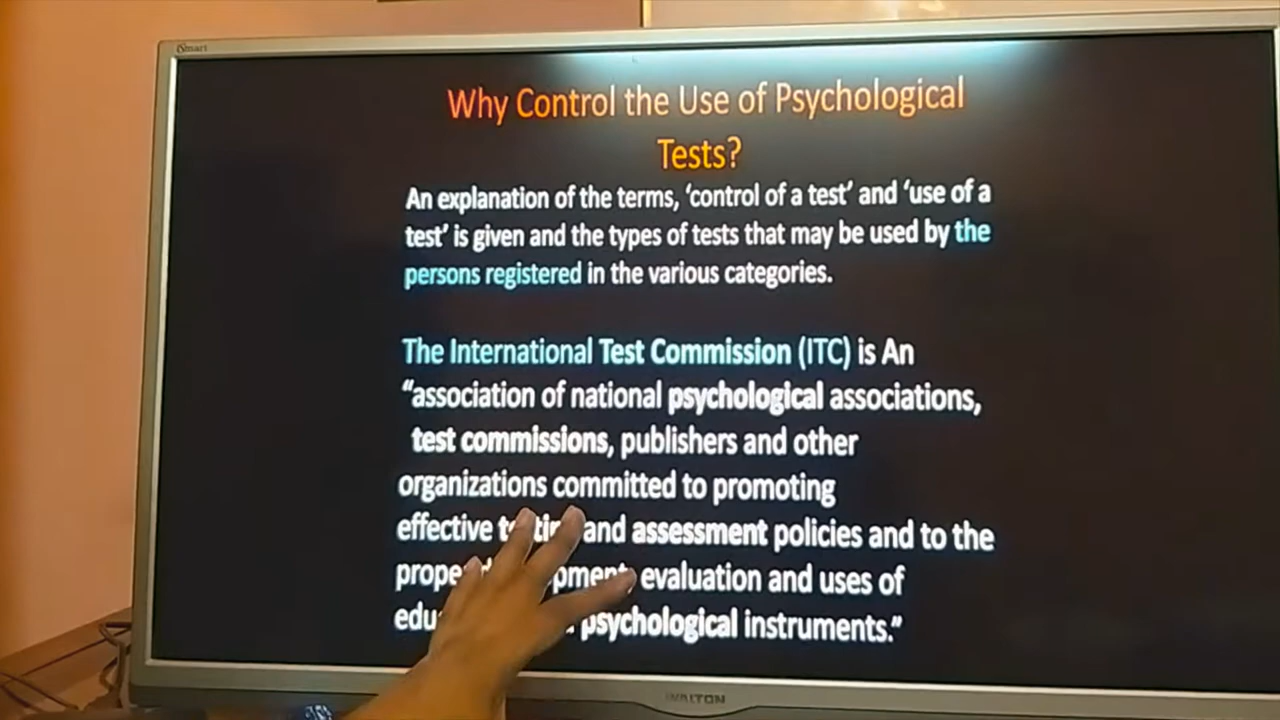 iSmart
Why Control the Use of Psychological
Tests?
An explanation of the terms, ‘control of a test’ and ‘use of a
test’ is given and the types of tests that may be used by the
persons registered in the various categories.
The International Test Commission (ITC) is An
“association of national psychological associations,
test commissions, publishers and other
organizations committed to promoting
effective and assessment policies and to the
evaluation and uses of
psychological instruments.”
WALTON